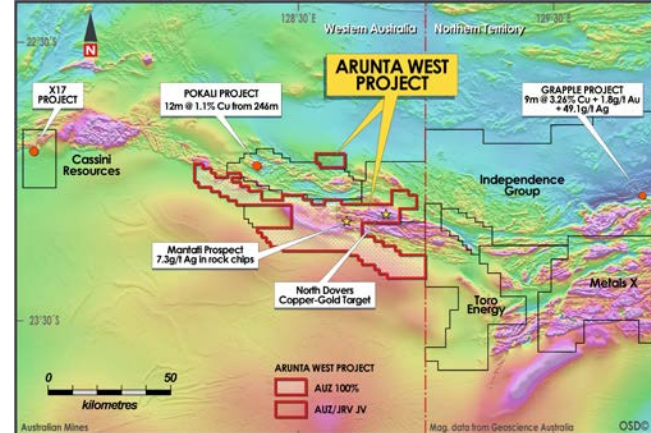 128°30'E
Western Australia
Northern Territory
129°30'E
22°30'S
N
X17
PROJECT
POKALI PROJECT
12m @ 1.1% Cu from 246m
ARUNTA WEST
PROJECT
GRAPPLE PROJECT
9m @ 3.26% Cu + 1.8g/t Au
+ 49.1g/t Ag
Cassini
Resources
Independence
Group
Mantati Prospect
7.3g/t Ag in rock chips
North Dovers
Copper-Gold Target
Toro
Energy
Metals X
23°30'S
ARUNTA WEST PROJECT
AUZ 100%
AUZ/JRV JV
0
50
kilometres
Australian Mines
Mag. data from Geoscience Australia
OSD©